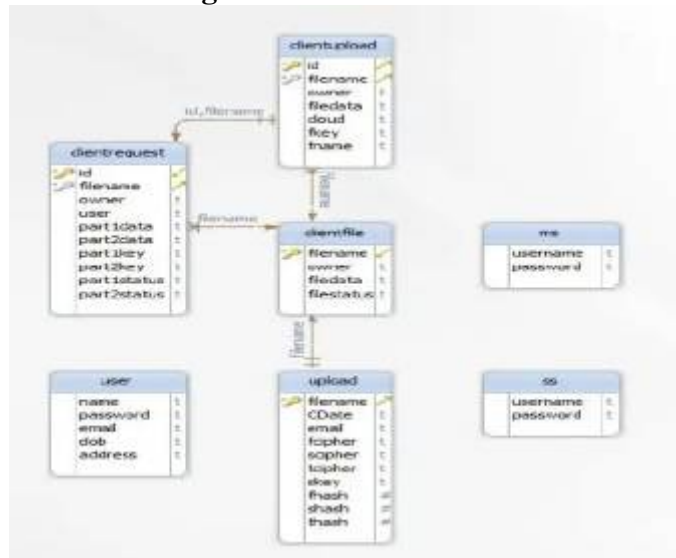 clientupload
id
filename
owner
filedata
cloud
fkey
fname
id, filename
clientrequest
id
filename
owner
user
part1data
part2data
part1key
part2key
part1status
part2status
filename
clientfile
filename
owner
filedata
filestatus
filename
user
name
password
email
dob
address
upload
filename
CDate
email
fcipher
scipher
tcipher
skey
fhash
shash
thash
ms
username
password
ss
username
password